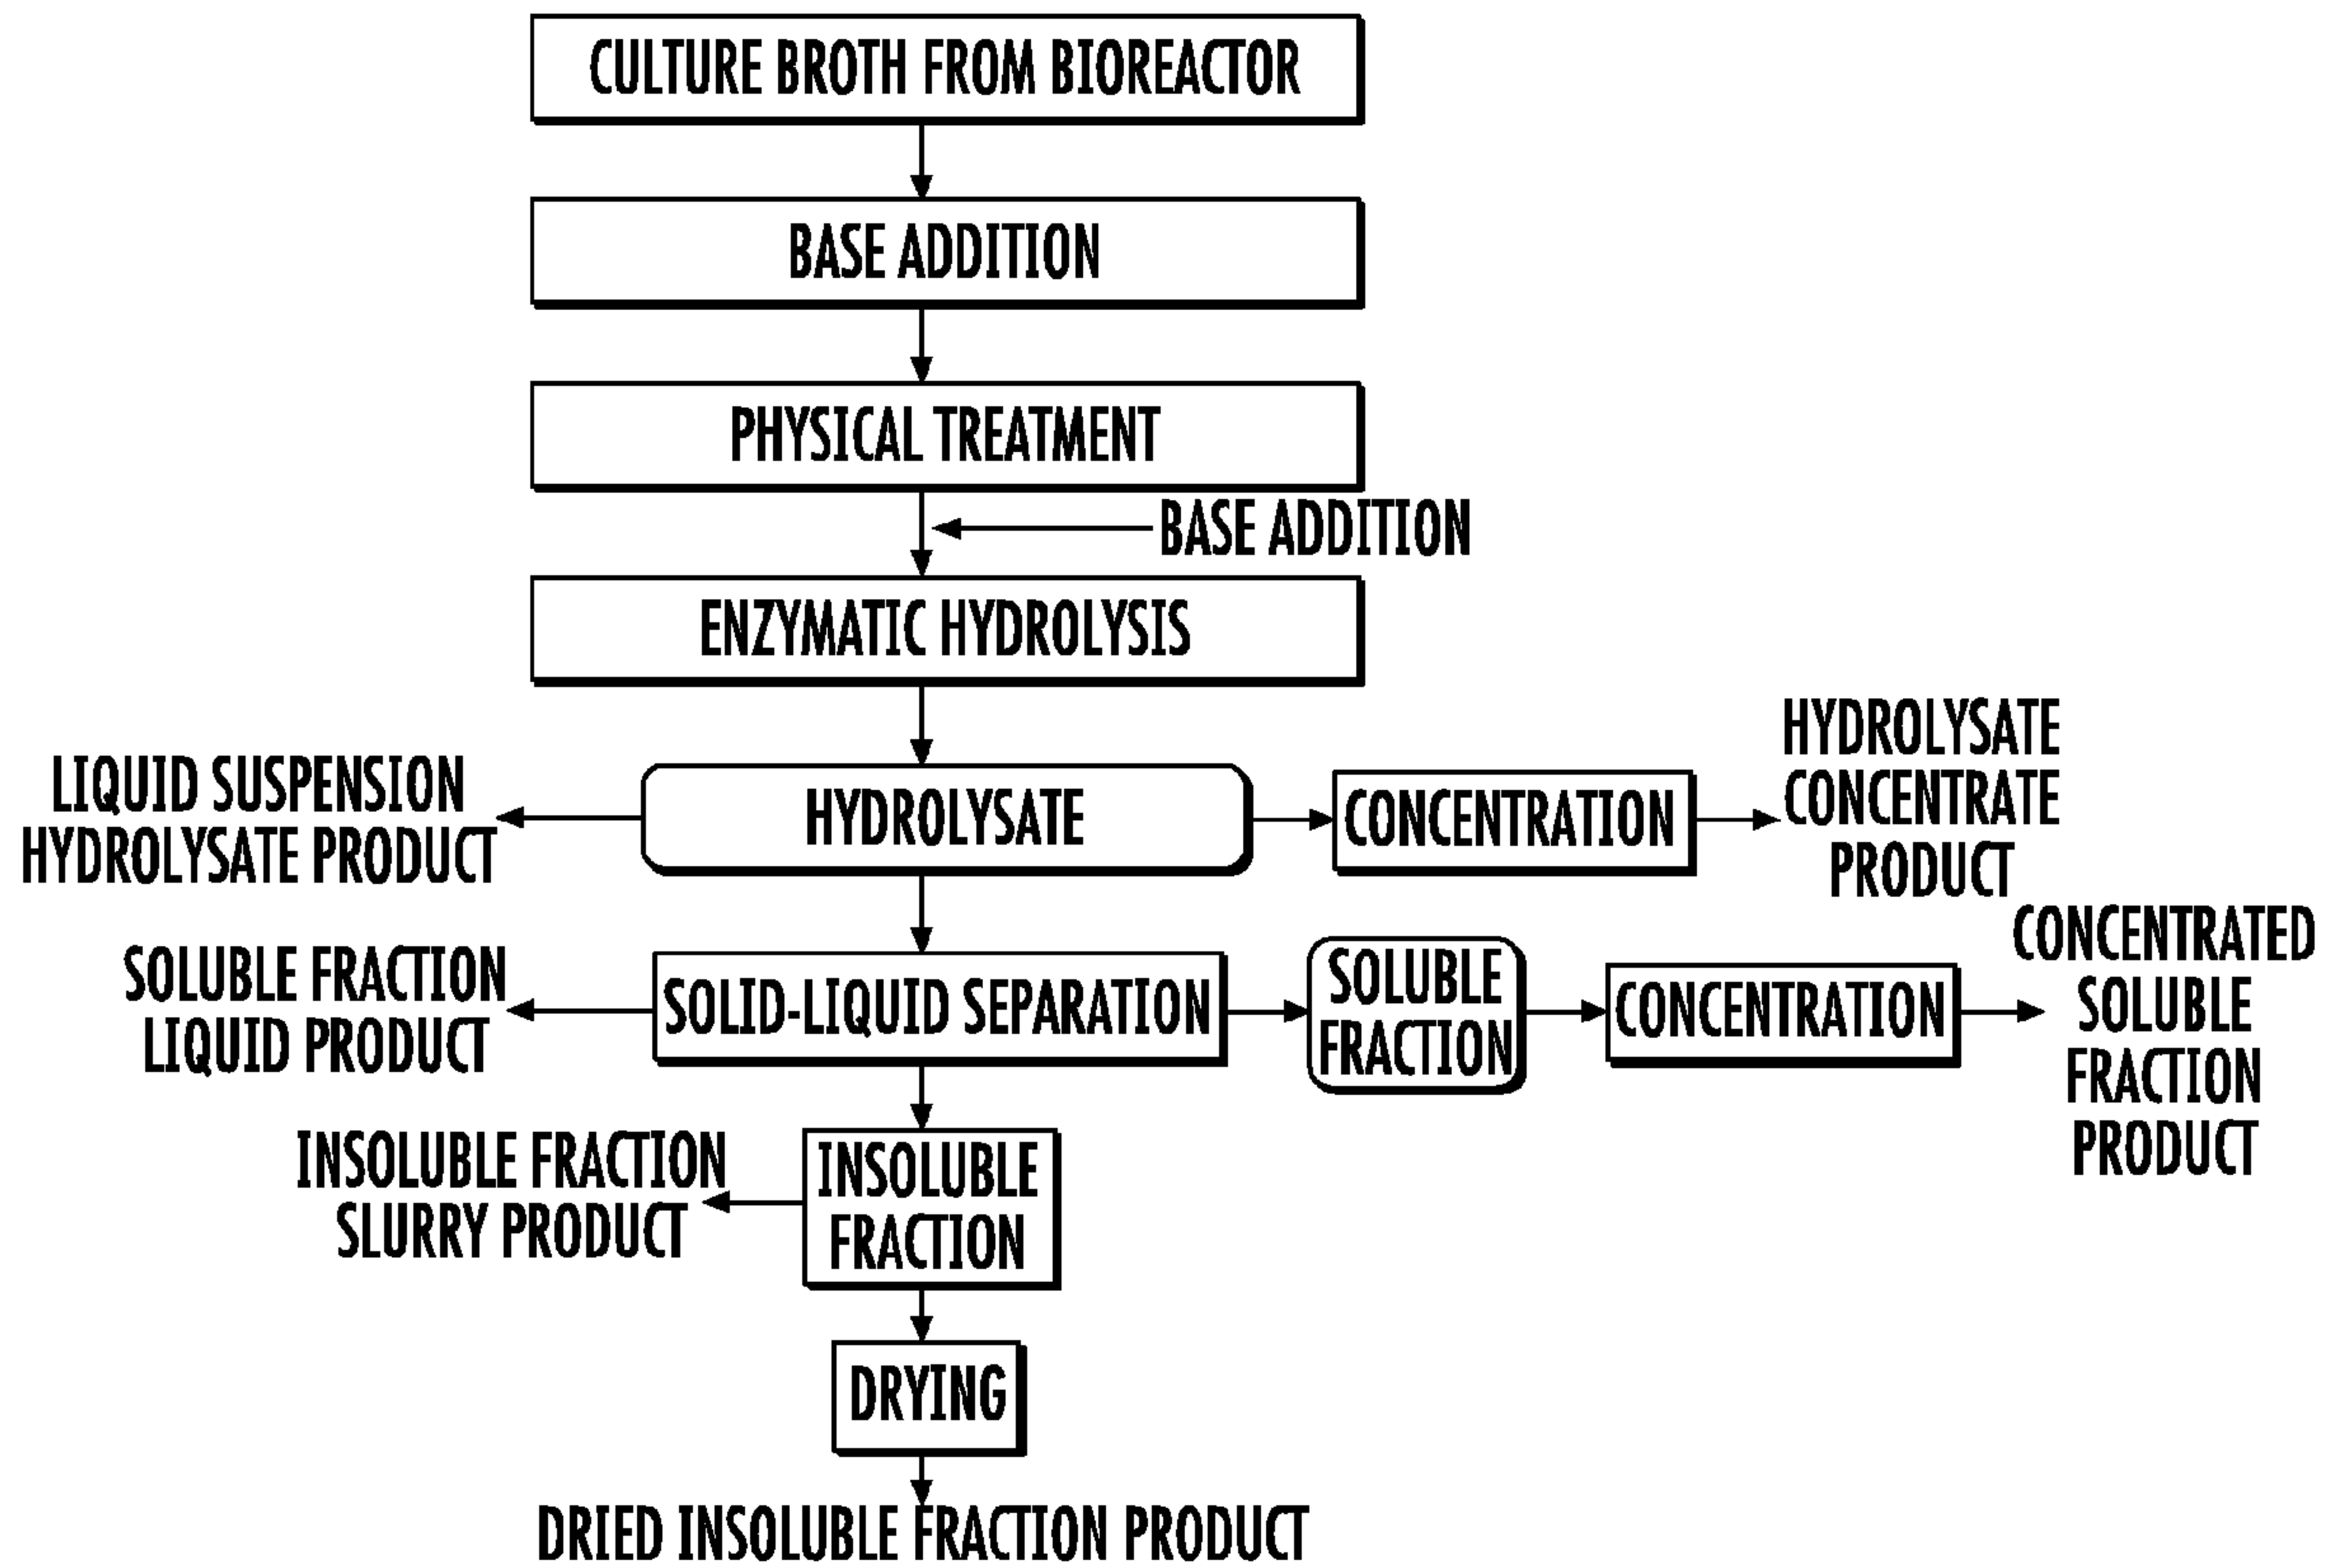 CULTURE BROTH FROM BIOREACTOR
BASE ADDITION
PHYSICAL TREATMENT
BASE ADDITION
ENZYMATIC HYDROLYSIS
LIQUID SUSPENSION
HYDROLYSATE PRODUCT
HYDROLYSATE
CONCENTRATION
HYDROLYSATE
CONCENTRATE
PRODUCT
SOLUBLE FRACTION
LIQUID PRODUCT
SOLID-LIQUID SEPARATION
SOLUBLE
FRACTION
CONCENTRATION
CONCENTRATED
SOLUBLE
FRACTION
PRODUCT
INSOLUBLE FRACTION
SLURRY PRODUCT
INSOLUBLE
FRACTION
DRYING
DRIED INSOLUBLE FRACTION PRODUCT